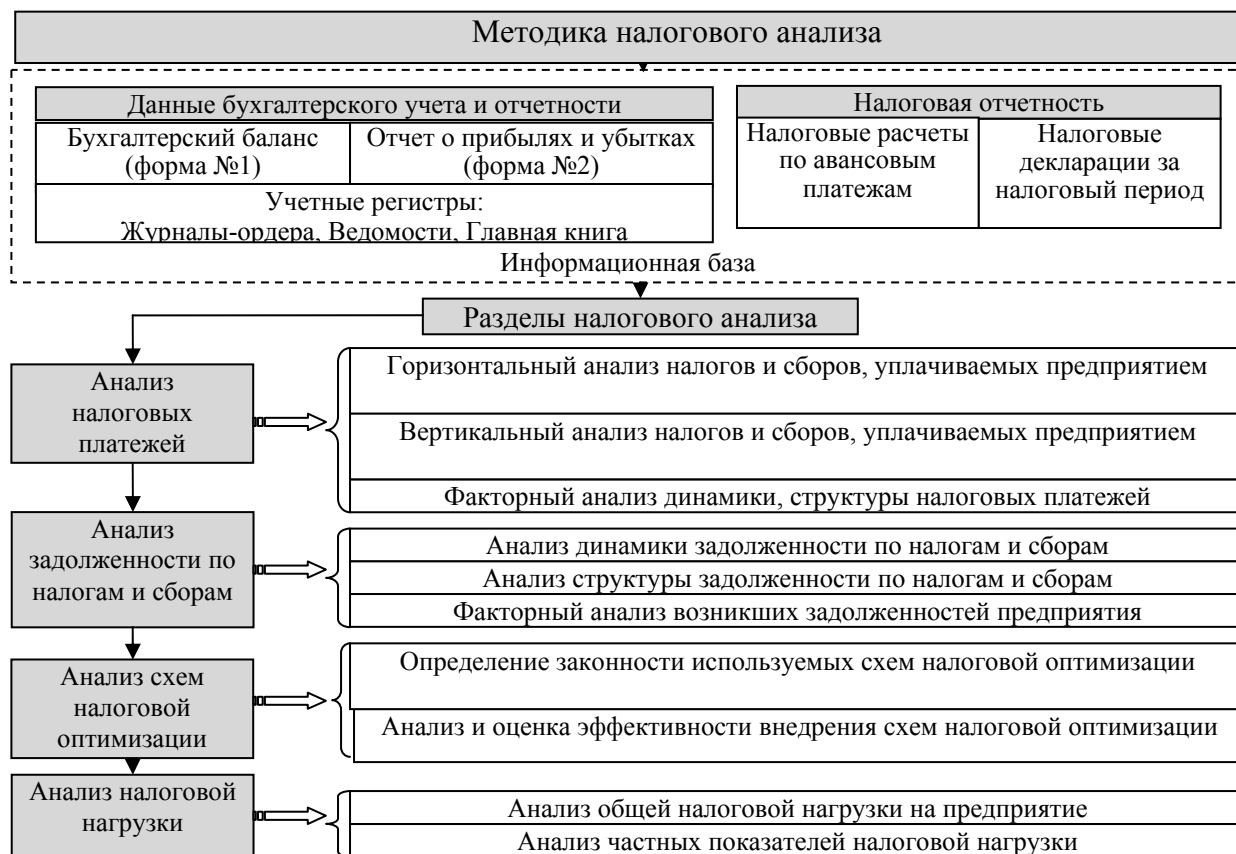 Методика налогового анализа
Данные бухгалтерского учета и отчетности
Бухгалтерский баланс
(форма №1)
Отчет о прибылях и убытках
(форма №2)
Учетные регистры:
Журналы-ордера, Ведомости, Главная книга
Налоговая отчетность
Налоговые расчеты
по авансовым
платежам
Налоговые
декларации за
налоговый период
Информационная база
Разделы налогового анализа
Анализ
налоговых
платежей
Горизонтальный анализ налогов и сборов, уплачиваемых предприятием
Вертикальный анализ налогов и сборов, уплачиваемых предприятием
Факторный анализ динамики, структуры налоговых платежей
Анализ
задолженности по
налогам и сборам
Анализ динамики задолженности по налогам и сборам
Анализ структуры задолженности по налогам и сборам
Факторный анализ возникших задолженностей предприятия
Анализ схем
налоговой
оптимизации
Определение законности используемых схем налоговой оптимизации
Анализ и оценка эффективности внедрения схем налоговой оптимизации
Анализ налоговой
нагрузки
Анализ общей налоговой нагрузки на предприятие
Анализ частных показателей налоговой нагрузки